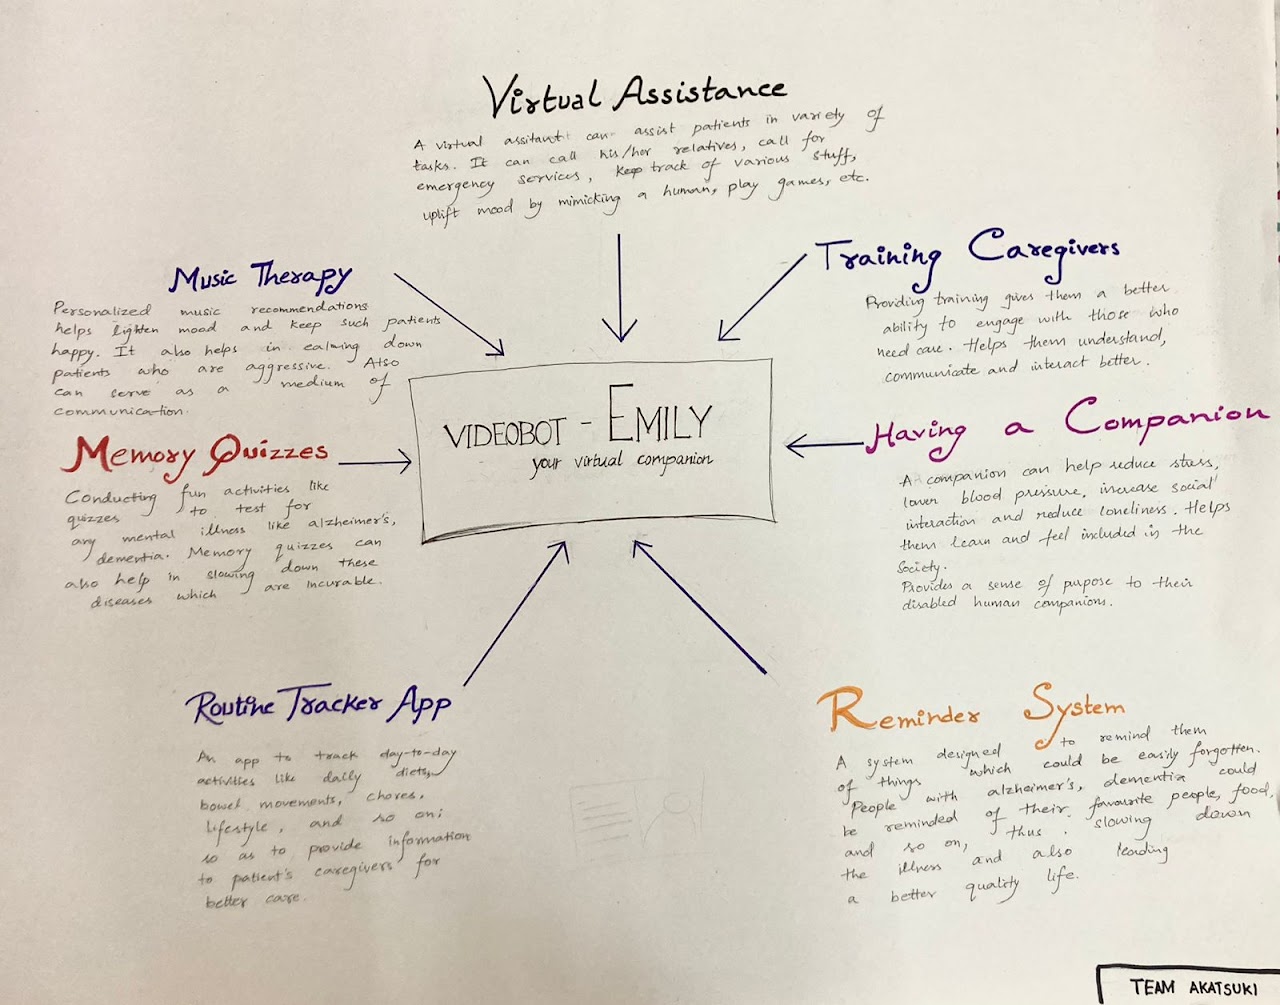 Virtual Assistance
A virtual assitant can assist patients in variety of
tasks. It can call his/her relatives, call for
emergency services, keep track of various stuff,
uplift mood by mimicking a human, play games, etc.
Music Therapy
Personalized music recommendations
helps lighten mood and keep such patients
happy. It also helps in calming down
patients who are aggressive. Also
can serve as a medium of
communication.
Training Caregivers
Providing training gives them a better
ability to engage with those who
need care. Helps them understand,
communicate and interact better.
VIDEOBOT - EMILY
your virtual companion
Memory Quizzes
Conducting fun activities like
quizzes to test for
any mental illness like alzheimer's,
dementia. Memory quizzes can
also help in slowing down these
diseases which are incurable.
Having a Companion
A companion can help reduce stress,
lower blood pressure, increase social
interaction and reduce loneliness. Helps
them learn and feel included in the
society.
Provides a sense of purpose to their
disabled human companions.
Routine Tracker App
An app to track day-to-day
activities like daily diets,
bowel movements, chores,
lifestyle, and so on;
so as to provide information
to patient's caregivers for
better care.
Reminder System
A system designed to remind them
of things which could be easily forgotten.
People with alzheimer's, dementia could
be reminded of their favourite people, food,
and so on, thus slowing down
the illness and also leading
a better quality life.
TEAM AKATSUKI